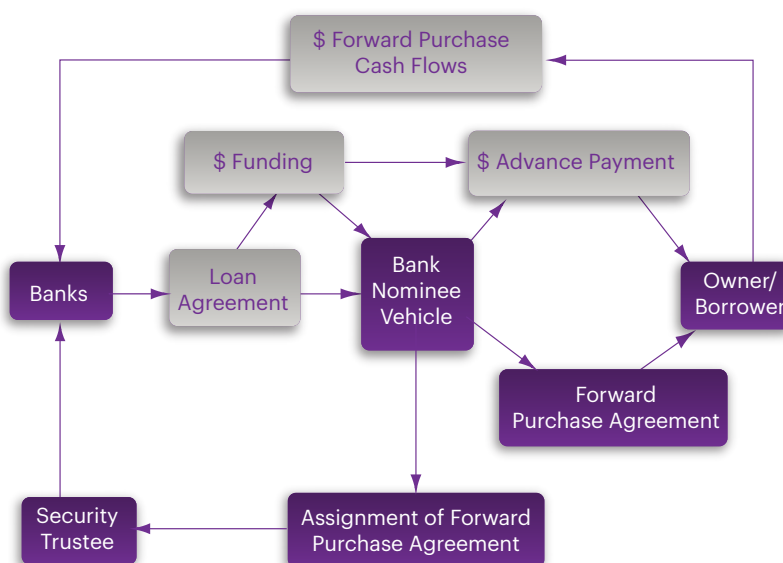 $ Forward Purchase
Cash Flows
$ Funding
$ Advance Payment
Banks
Loan
Agreement
Bank
Nominee
Vehicle
Owner/
Borrower
Forward
Purchase Agreement
Security
Trustee
Assignment of Forward
Purchase Agreement